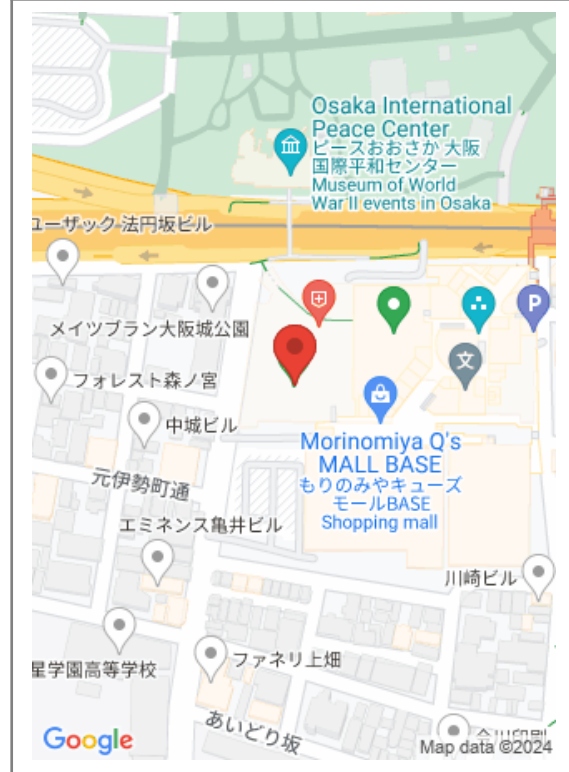 Osaka International
Peace Center
ピースおおさか 大阪
国際平和センター
Museum of World
War II events in Osaka
ユーザック 法円坂ビル
P
メイツブラン大阪城公園
文
フォレスト森ノ宮
中城ビル
Morinomiya Q's
MALL BASE
もりのみやキューズ
モールBASE
Shopping mall
元伊勢町通
エミネンス亀井ビル
川崎ビル
星学園高等学校
ファネリ上畑
あいどり坂
Google
Map data ©2024